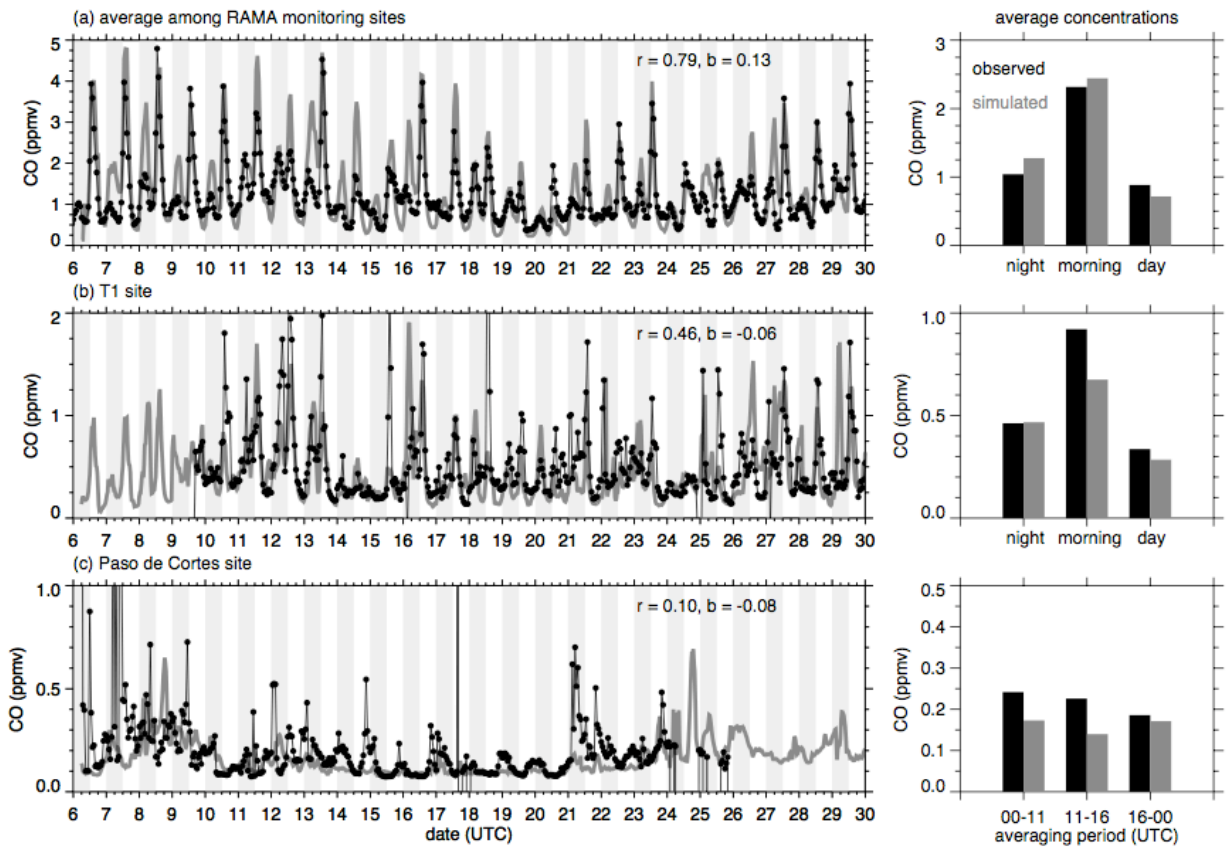 (a) average among RAMA monitoring sites
average concentrations
5
4
3
2
1
0
CO (ppmv)
r = 0.79, b = 0.13
6 7 8 9 10 11 12 13 14 15 16 17 18 19 20 21 22 23 24 25 26 27 28 29 30
3
2
1
0
CO (ppmv)
observed
simulated
night morning day
(b) T1 site
2
1
0
CO (ppmv)
r = 0.46, b = -0.06
6 7 8 9 10 11 12 13 14 15 16 17 18 19 20 21 22 23 24 25 26 27 28 29 30
1.0
0.5
0.0
CO (ppmv)
night morning day
(c) Paso de Cortes site
1.0
0.5
0.0
CO (ppmv)
r = 0.10, b = -0.08
6 7 8 9 10 11 12 13 14 15 16 17 18 19 20 21 22 23 24 25 26 27 28 29 30
date (UTC)
0.5
0.4
0.3
0.2
0.1
0.0
CO (ppmv)
00-11 11-16 16-00
averaging period (UTC)